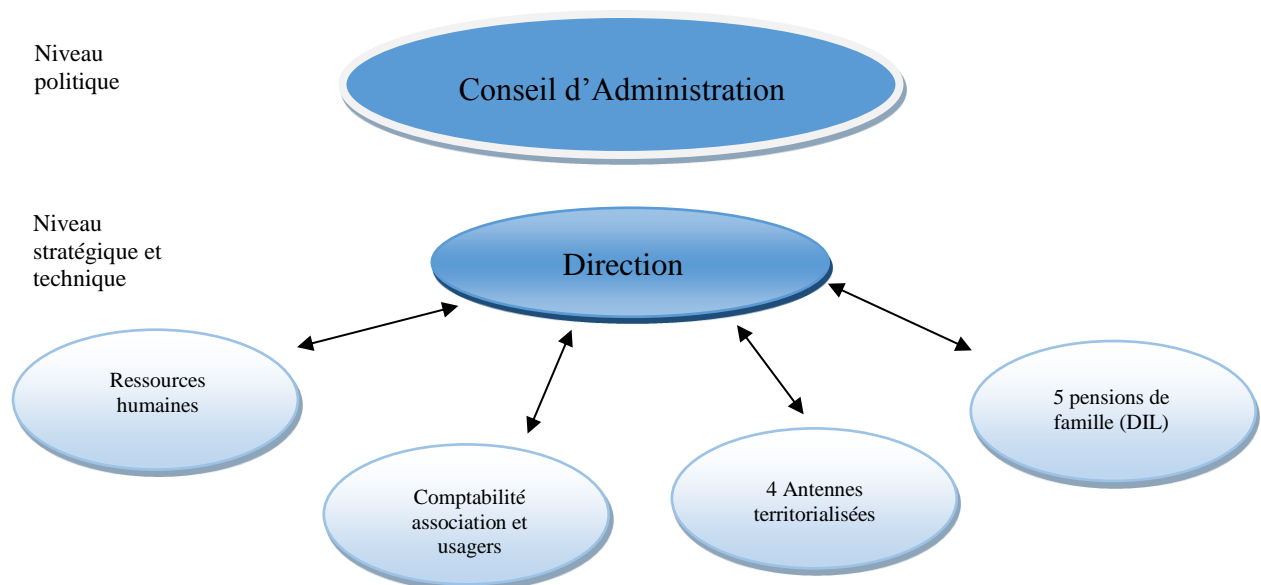 Niveau
politique
Conseil d’Administration
Niveau
stratégique et
technique
Direction
Ressources
humaines
Comptabilité
association et
usagers
4 Antennes
territorialisées
5 pensions de
famille (DIL)